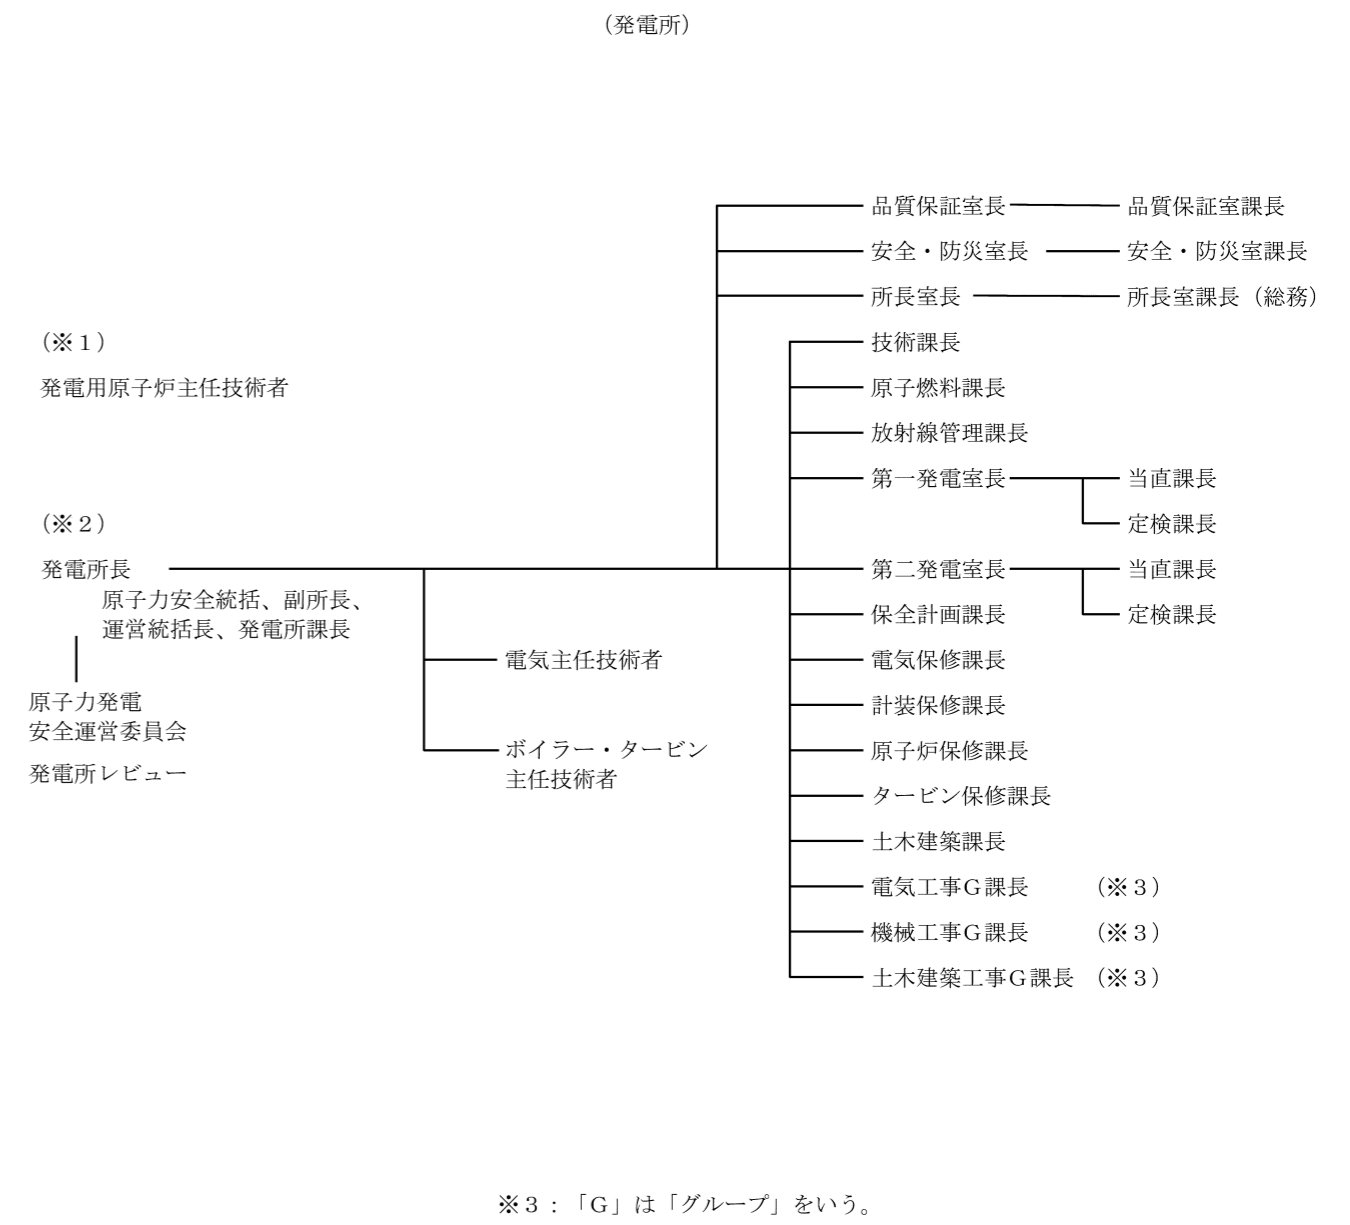 （発電所）
品質保証室長
品質保証室課長
安全・防災室長
安全・防災室課長
所長室長
所長室課長（総務）
（※１）
技術課長
発電用原子炉主任技術者
原子燃料課長
放射線管理課長
第一発電室長
当直課長
（※２）
定検課長
発電所長
第二発電室長
当直課長
原子力安全統括、副所長、
運営統括長、発電所課長
保全計画課長
定検課長
電気主任技術者
電気保修課長
原子力発電
安全運営委員会
計装保修課長
発電所レビュー
ボイラー・タービン
主任技術者
原子炉保修課長
タービン保修課長
土木建築課長
電気工事Ｇ課長　（※３）
機械工事Ｇ課長　（※３）
土木建築工事Ｇ課長　（※３）
※３：「Ｇ」は「グループ」をいう。